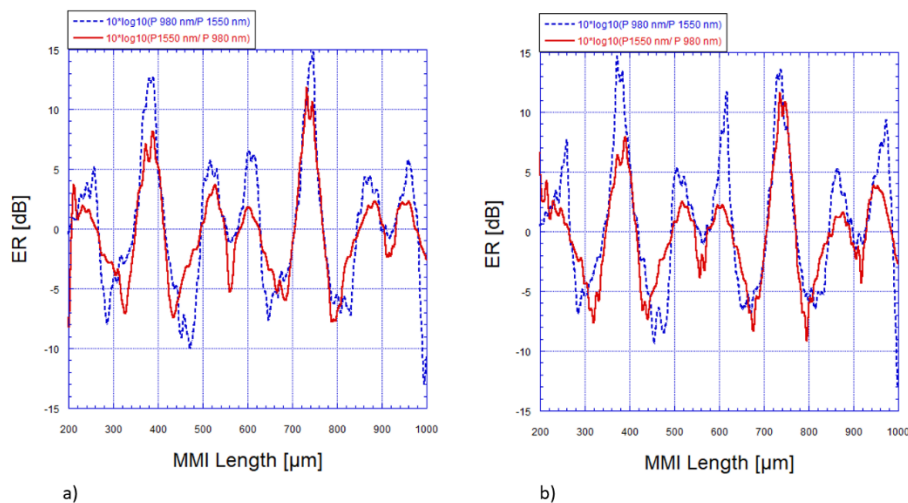 10*log10(P 980 nm/P 1550 nm)
10*log10(P1550 nm/ P 980 nm)
15
10
5
0
-5
-10
-15
ER [dB]
200 300 400 500 600 700 800 900 1000
MMI Length [µm]
a)
10*log10(P 980 nm/P 1550 nm)
10*log10(P1550 nm/ P 980 nm)
15
10
5
0
-5
-10
-15
ER [dB]
200 300 400 500 600 700 800 900 1000
MMI Length [µm]
b)